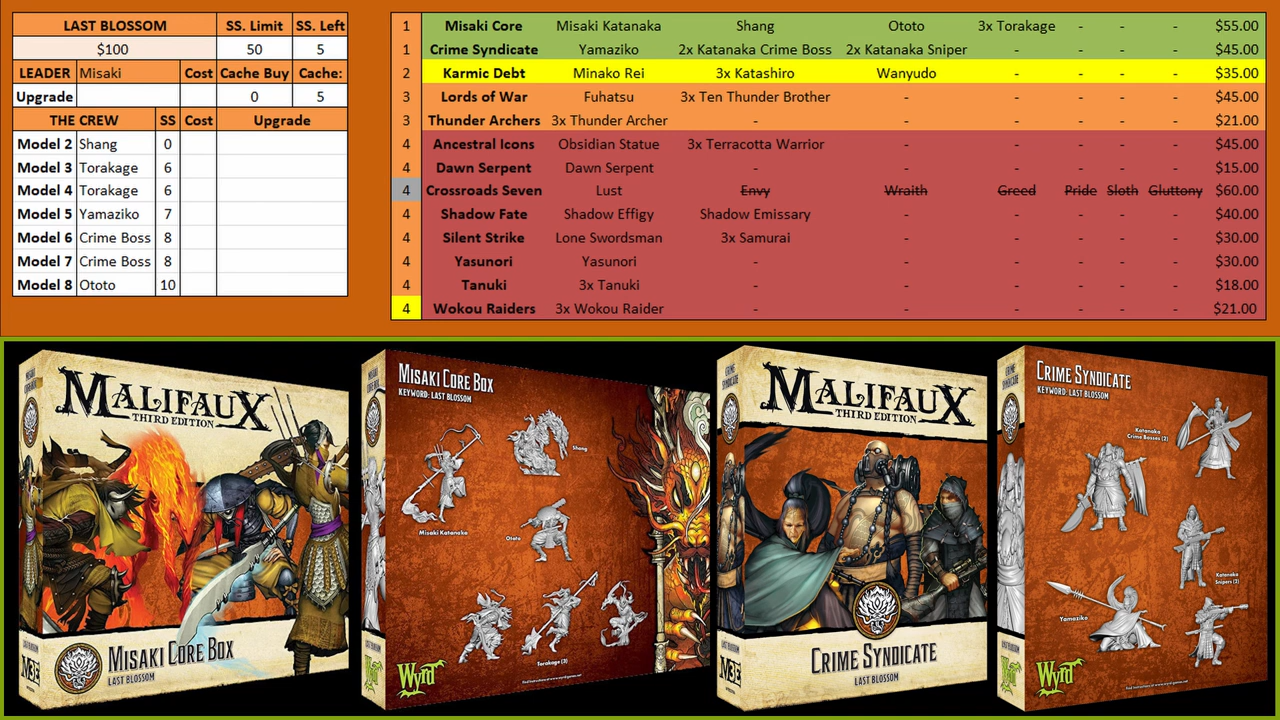 LAST BLOSSOM SS. Limit SS. Left
$100 50 5
LEADER Misaki Cost Cache Buy Cache:
Upgrade 0 5
THE CREW SS Cost Upgrade
Model 2 Shang 0
Model 3 Torakage 6
Model 4 Torakage 6
Model 5 Yamaziko 7
Model 6 Crime Boss 8
Model 7 Crime Boss 8
Model 8 Ototo 10
1 Misaki Core Misaki Katanaka Shang Ototo 3x Torakage - - - $55.00
1 Crime Syndicate Yamaziko 2x Katanaka Crime Boss 2x Katanaka Sniper - - - - $45.00
2 Karmic Debt Minako Rei 3x Katashiro Wanyudo - - - - $35.00
3 Lords of War Fuhatsu 3x Ten Thunder Brother - - - - - $45.00
3 Thunder Archers 3x Thunder Archer - - - - - - $21.00
4 Ancestral Icons Obsidian Statue 3x Terracotta Warrior - - - - - $45.00
4 Dawn Serpent Dawn Serpent - - - - - - $15.00
4 Crossroads Seven Lust Envy Wraith Greed Pride Sloth Gluttony $60.00
4 Shadow Fate Shadow Effigy Shadow Emissary - - - - - $40.00
4 Silent Strike Lone Swordsman 3x Samurai - - - - - $30.00
4 Yasunori Yasunori - - - - - - $30.00
4 Tanuki 3x Tanuki - - - - - - $18.00
4 Wokou Raiders 3x Wokou Raider - - - - - - $21.00
MALIFAUX
THIRD EDITION
MISAKI CORE BOX
LAST BLOSSOM
M3E
MISAKI CORE BOX
KEYWORD: LAST BLOSSOM
Shang
Misaki Katanaka
Ototo
Torakage (3)
Wyrd
MALIFAUX
THIRD EDITION
CRIME SYNDICATE
LAST BLOSSOM
M3E
CRIME SYNDICATE
KEYWORD: LAST BLOSSOM
Katanaka
Crime Bosses (2)
Katanaka
Snipers (2)
Yamaziko
Wyrd